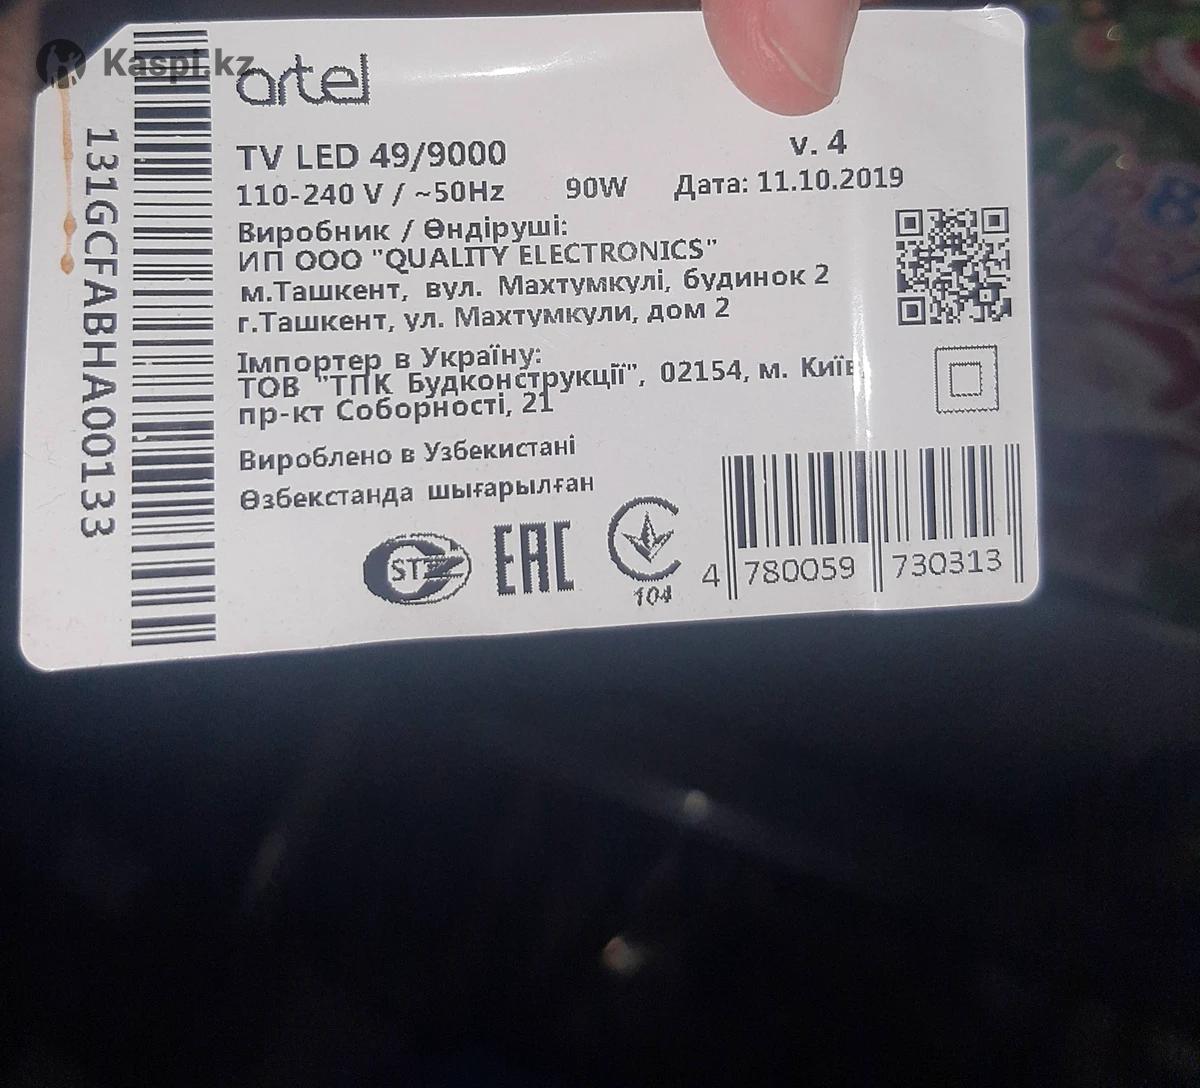 Kaspi.kz
artel
131GCFABHA00133
TV LED 49/9000
v. 4
110-240 V / ~50Hz 90W Дата: 11.10.2019
Виробник / Өндіруші:
ИП ООО "QUALITY ELECTRONICS"
м.Ташкент, вул. Махтумкулі, будинок 2
г.Ташкент, ул. Махтумкули, дом 2
Імпортер в Україну:
ТОВ "ТПК Будконструкції", 02154, м. Київ
пр-кт Соборності, 21
Вироблено в Узбекистані
Өзбекстанда шығарылған
ST
EAC
104
4 780059 730313